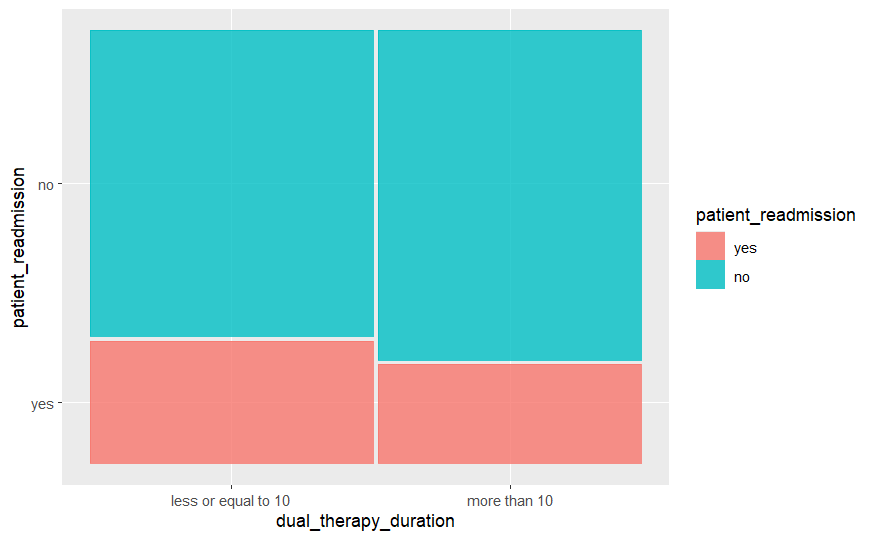 patient_readmission
no
yes
less or equal to 10
more than 10
dual_therapy_duration
patient_readmission
yes
no